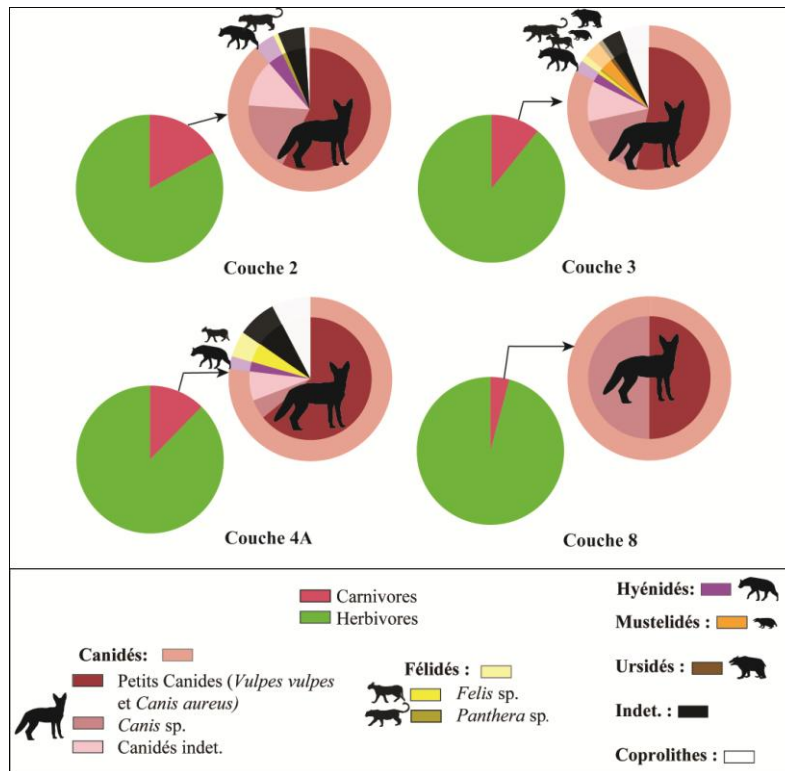 Couche 2
Couche 3
Couche 4A
Couche 8
Carnivores
Herbivores
Canidés:
Petits Canides (Vulpes vulpes
et Canis aureus)
Canis sp.
Canidés indet.
Félidés :
Felis sp.
Panthera sp.
Hyénidés:
Mustelidés :
Ursidés :
Indet. :
Coprolithes :